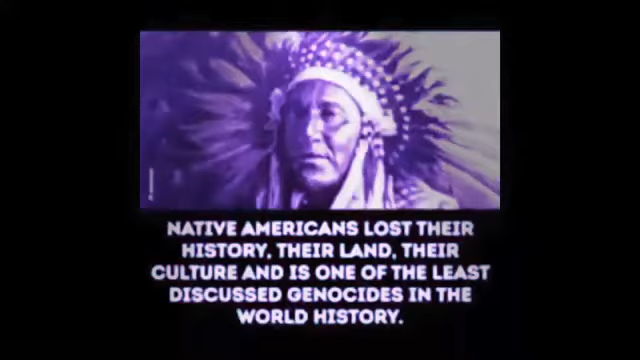 NATIVE AMERICANS LOST THEIR
HISTORY, THEIR LAND, THEIR
CULTURE AND IS ONE OF THE LEAST
DISCUSSED GENOCIDES IN THE
WORLD HISTORY.